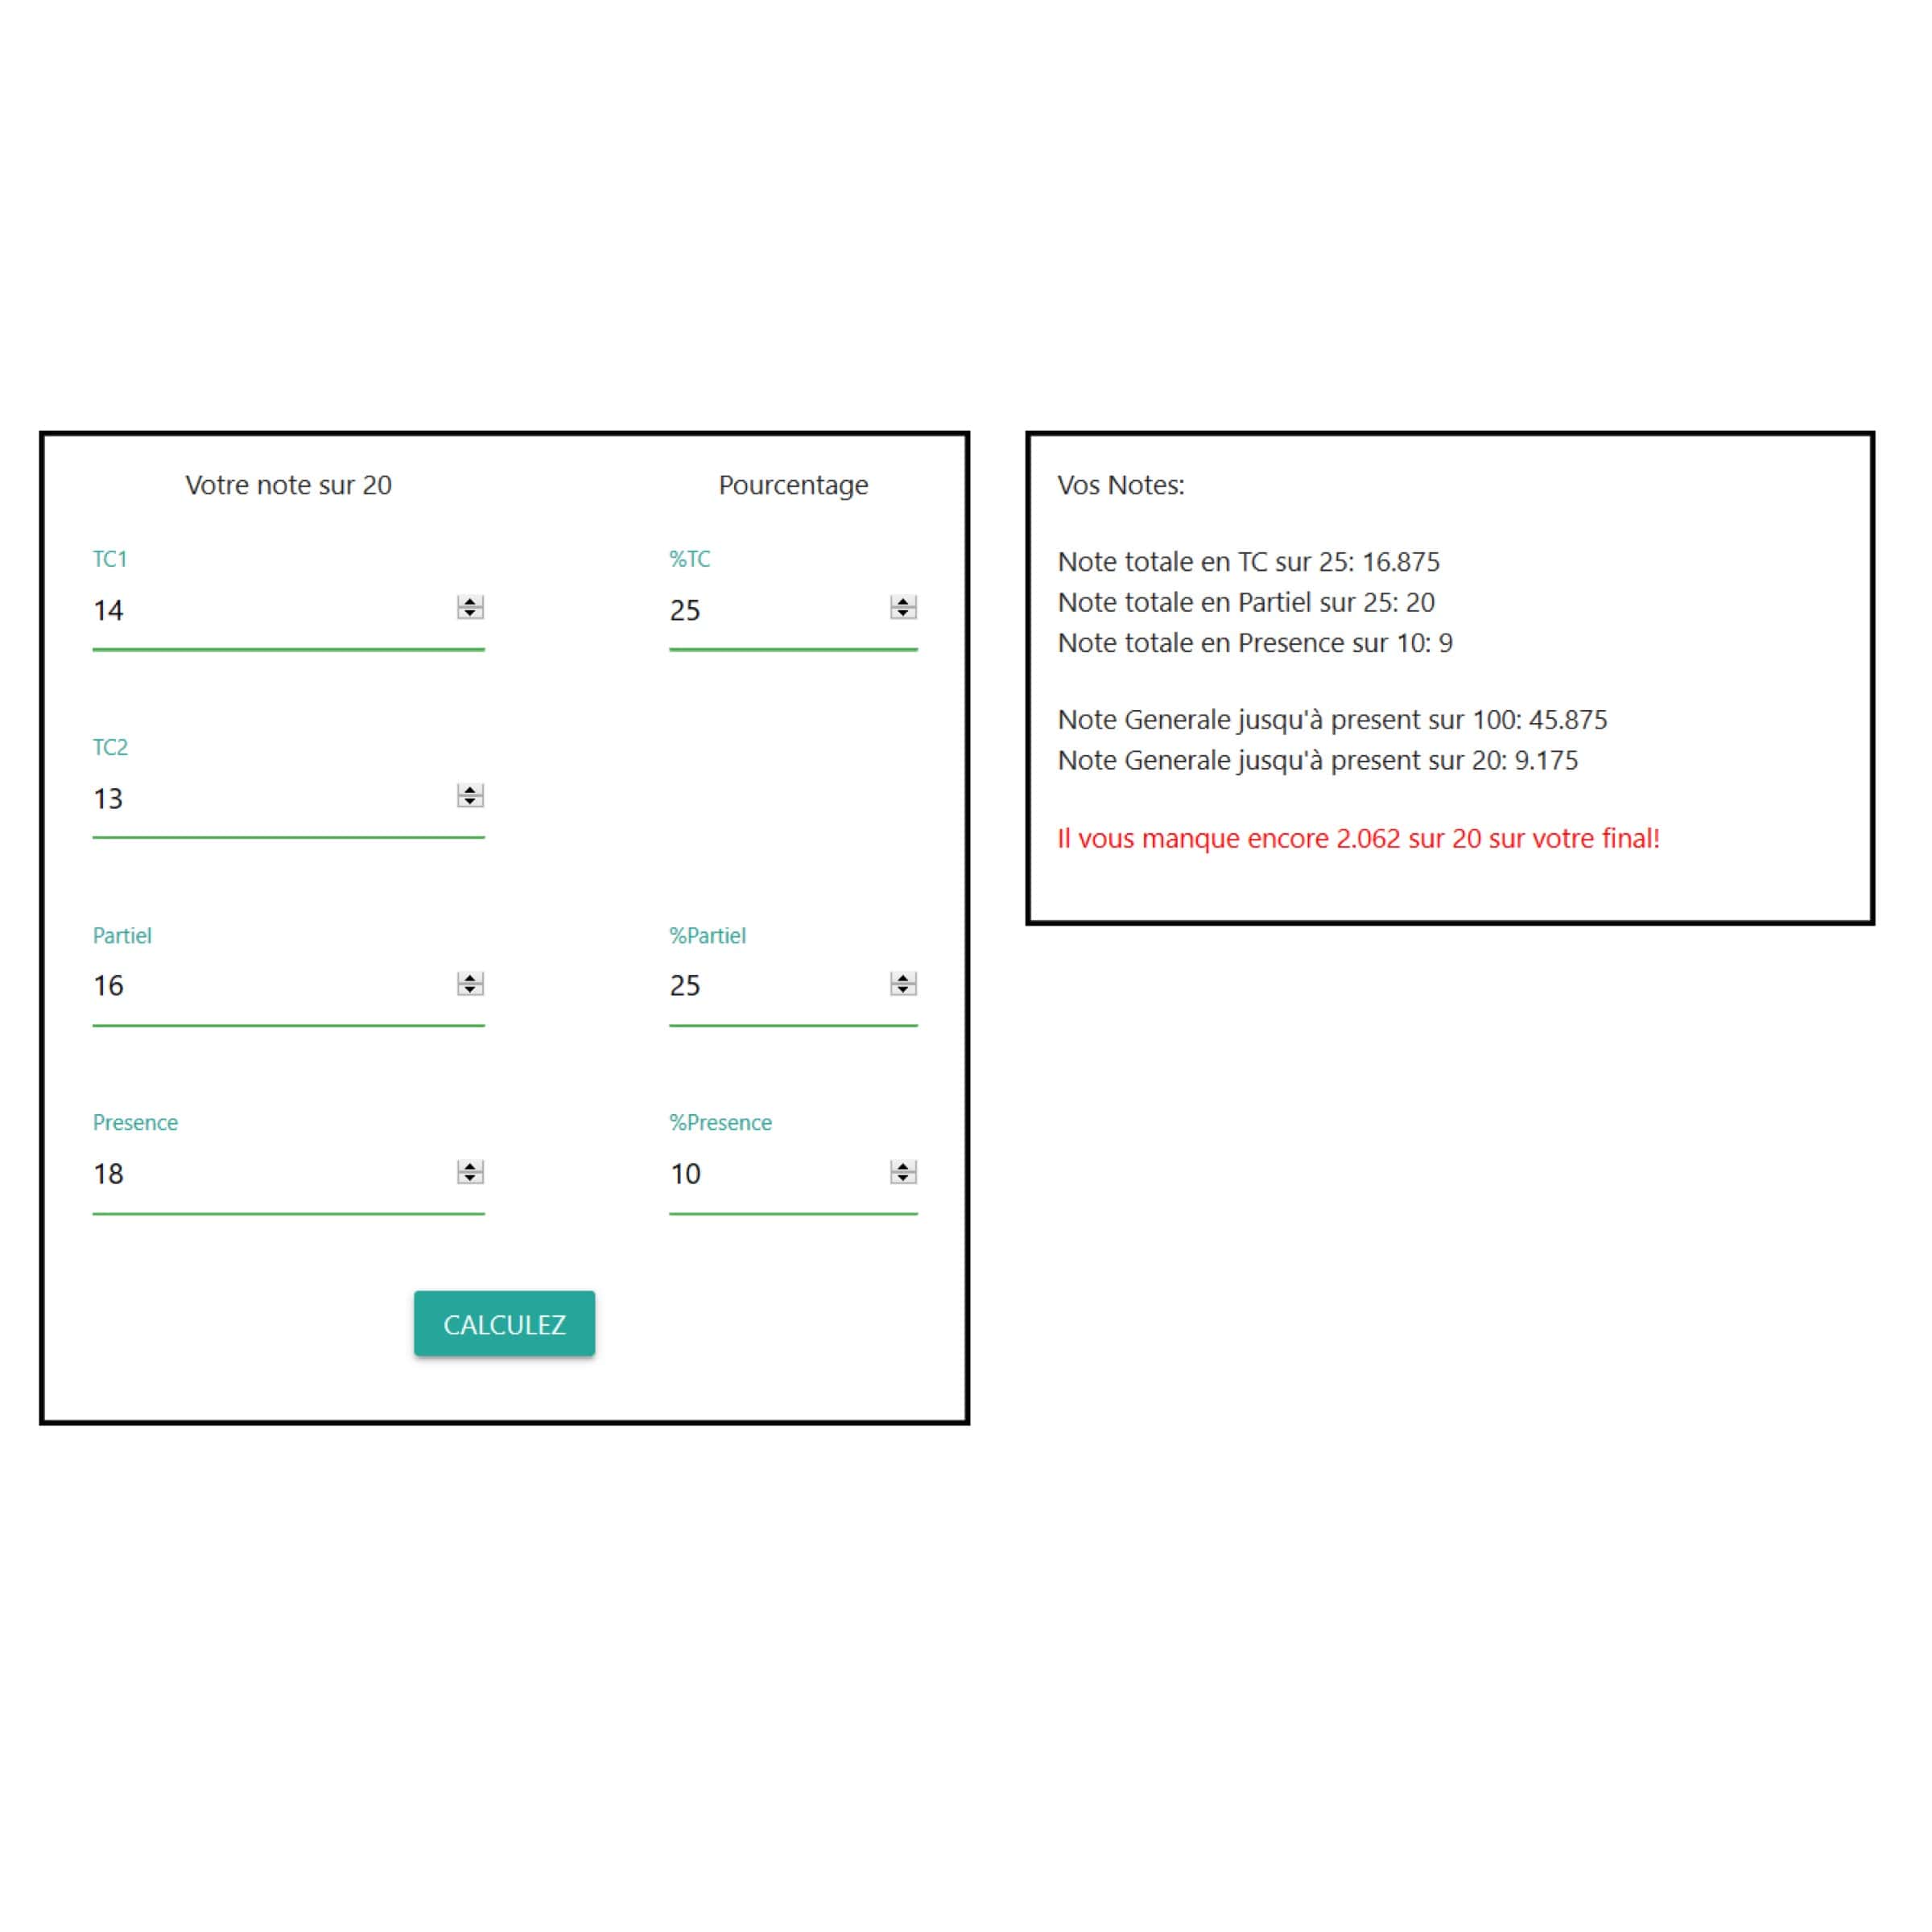 Votre note sur 20
Pourcentage
TC1
%TC
14
25
TC2
13
Partiel
%Partiel
16
25
Presence
%Presence
18
10
CALCULEZ
Vos Notes:
Note totale en TC sur 25: 16.875
Note totale en Partiel sur 25: 20
Note totale en Presence sur 10: 9
Note Generale jusqu'à present sur 100: 45.875
Note Generale jusqu'à present sur 20: 9.175
Il vous manque encore 2.062 sur 20 sur votre final!